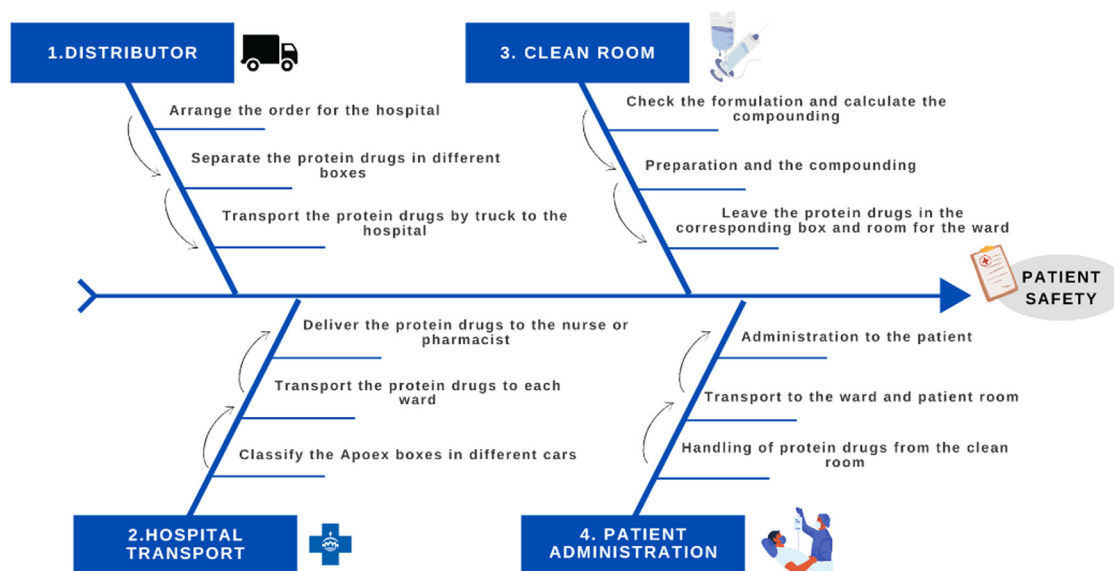 1.DISTRIBUTOR
Arrange the order for the hospital
Separate the protein drugs in different
boxes
Transport the protein drugs by truck to the
hospital
3. CLEAN ROOM
Check the formulation and calculate the
compounding
Preparation and the compounding
Leave the protein drugs in the
corresponding box and room for the ward
PATIENT
SAFETY
Deliver the protein drugs to the nurse or
pharmacist
Transport the protein drugs to each
ward
Classify the Apoex boxes in different cars
2.HOSPITAL
TRANSPORT
Administration to the patient
Transport to the ward and patient room
Handling of protein drugs from the clean
room
4. PATIENT
ADMINISTRATION